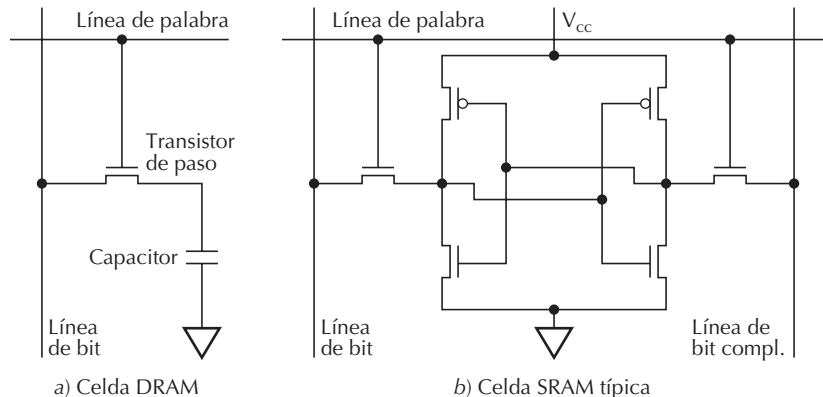 Línea de palabra
Transistor
de paso
Capacitor
Línea
de bit
a) Celda DRAM
Línea de palabra
Vcc
Línea
de bit
Línea de
bit compl.
b) Celda SRAM típica